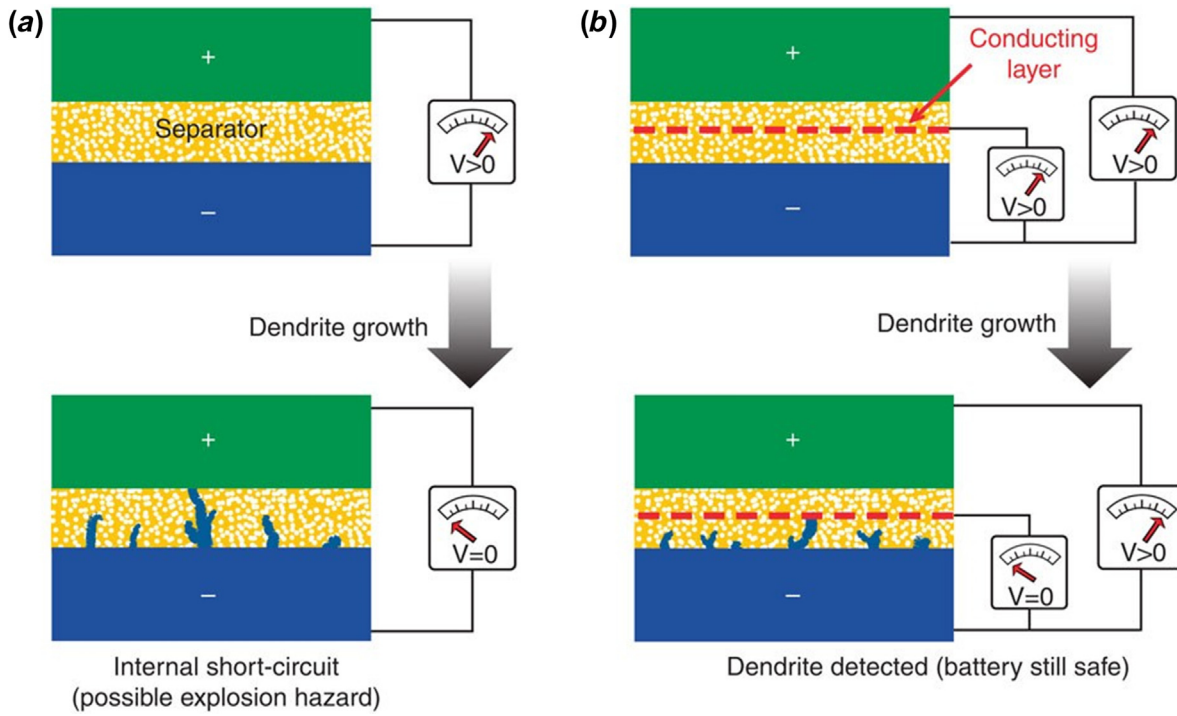 (a)
+
Separator
−
V>0
Dendrite growth
+
−
V=0
Internal short-circuit
(possible explosion hazard)
(b)
+
Conducting
layer
−
V>0
V>0
Dendrite growth
+
−
V=0
V>0
Dendrite detected (battery still safe)